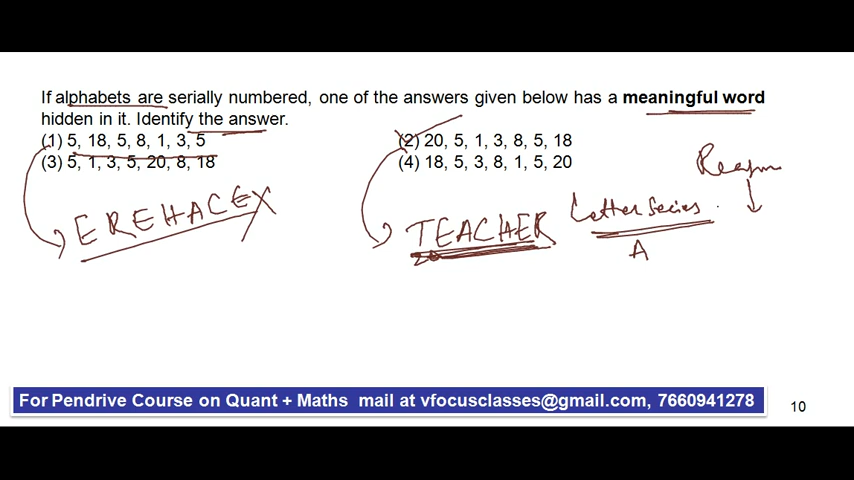 If alphabets are serially numbered, one of the answers given below has a meaningful word
hidden in it. Identify the answer.
(1) 5, 18, 5, 8, 1, 3, 5 (2) 20, 5, 1, 3, 8, 5, 18
(3) 5, 1, 3, 5, 20, 8, 18 (4) 18, 5, 3, 8, 1, 5, 20
EREHACE
TEACHER
20
Letter Series
A
For Pendrive Course on Quant + Maths mail at vfocusclasses@gmail.com, 7660941278
10